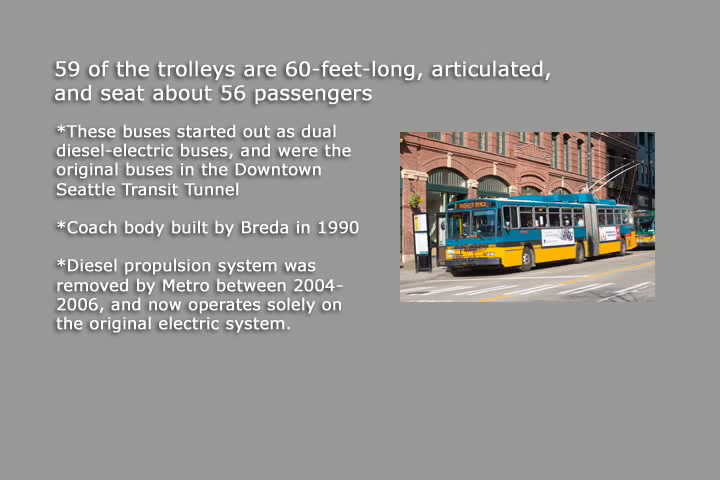 59 of the trolleys are 60-feet-long, articulated,
and seat about 56 passengers
*These buses started out as dual
diesel-electric buses, and were the
original buses in the Downtown
Seattle Transit Tunnel
*Coach body built by Breda in 1990
*Diesel propulsion system was
removed by Metro between 2004-
2006, and now operates solely on
the original electric system.